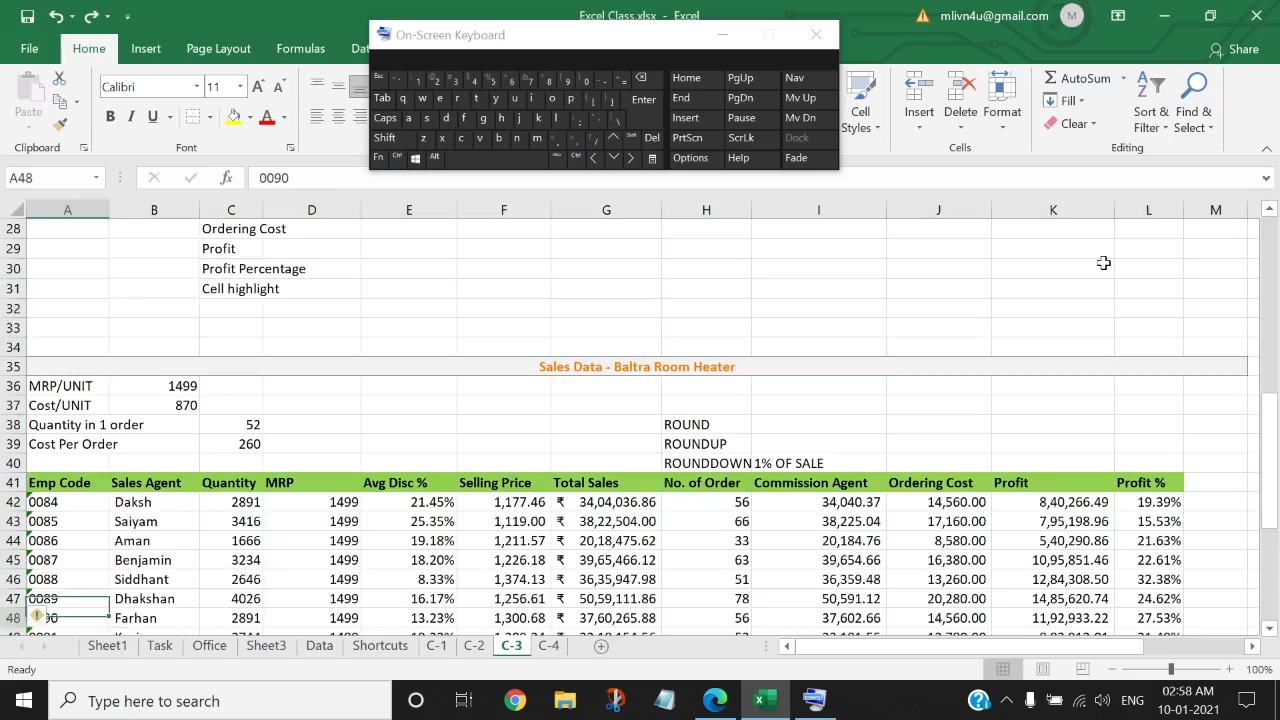 Excel Class.xlsx - Excel
mlivn4u@gmail.com
M
File Home Insert Page Layout Formulas Da
Share
On-Screen Keyboard
Esc
Home PgUp Nav
Tab q w e r t y u i o p [ ] Enter
End PgDn Mv Up
Caps a s d f g h j k l ; ' \
Insert Pause Mv Dn
Shift z x c v b n m , . / Shift Del
PrtScn ScrLk Dock
Fn Ctrl Alt Alt Ctrl
Options Help Fade
Paste
Calibri 11
B I U
Clipboard Font
Cell Styles
Insert Delete Format
Cells
AutoSum
Fill
Clear
Sort & Filter
Find & Select
Editing
A48 fx 0090
A B C D E F G H I J K L M
28 Ordering Cost
29 Profit
30 Profit Percentage
31 Cell highlight
32
33
34
35 Sales Data - Baltra Room Heater
36 MRP/UNIT 1499
37 Cost/UNIT 870
38 Quantity in 1 order 52 ROUND
39 Cost Per Order 260 ROUNDUP
40 ROUNDDOWN 1% OF SALE
41 Emp Code Sales Agent Quantity MRP Avg Disc % Selling Price Total Sales No. of Order Commission Agent Ordering Cost Profit Profit %
42 0084 Daksh 2891 1499 21.45% 1,177.46 ₹ 34,04,036.86 56 34,040.37 14,560.00 8,40,266.49 19.39%
43 0085 Saiyam 3416 1499 25.35% 1,119.00 ₹ 38,22,504.00 66 38,225.04 17,160.00 7,95,198.96 15.53%
44 0086 Aman 1666 1499 19.18% 1,211.57 ₹ 20,18,475.62 33 20,184.76 8,580.00 5,40,290.86 21.63%
45 0087 Benjamin 3234 1499 18.20% 1,226.18 ₹ 39,65,466.12 63 39,654.66 16,380.00 10,95,851.46 22.61%
46 0088 Siddhant 2646 1499 8.33% 1,374.13 ₹ 36,35,947.98 51 36,359.48 13,260.00 12,84,308.50 32.38%
47 0089 Dhakshan 4026 1499 16.17% 1,256.61 ₹ 50,59,111.86 78 50,591.12 20,280.00 14,85,620.74 24.62%
48 Farhan 2891 1499 13.23% 1,300.68 ₹ 37,60,265.88 57 37,602.66 14,560.00 11,92,933.22 27.53%
Sheet1 Task Office Sheet3 Data Shortcuts C-1 C-2 C-3 C-4
Ready 100%
Type here to search
ENG
02:58 AM
10-01-2021